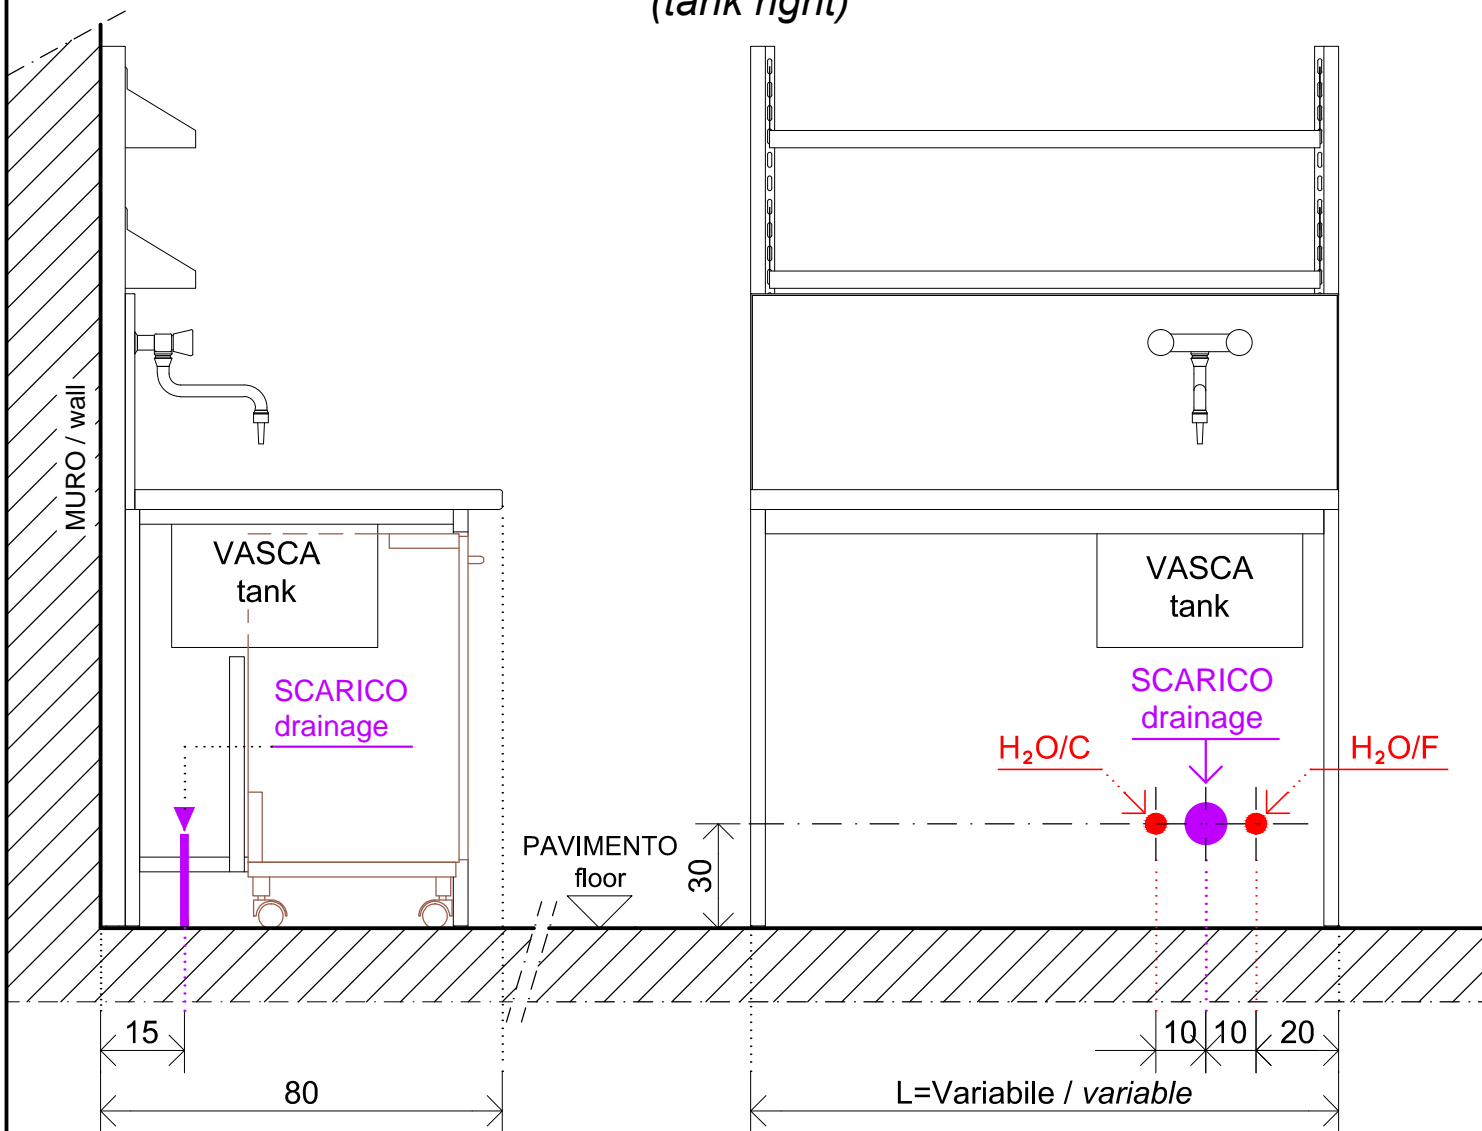 (tank right)
MURO / wall
VASCA
tank
VASCA
tank
SCARICO
drainage
SCARICO
drainage
H₂O/C
H₂O/F
PAVIMENTO
floor
30
15
10
10
20
80
L=Variabile / variable